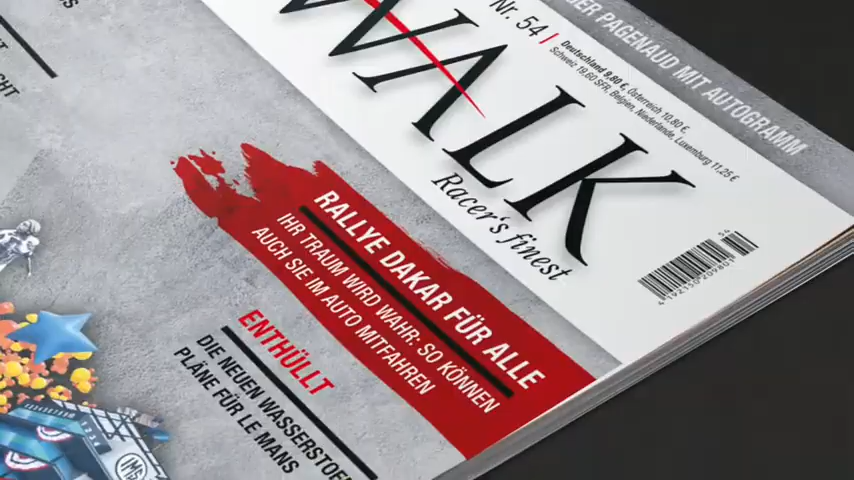 PAGENAUD MIT AUTOGRAMM
WALK
Racer's finest
Nr. 54
Deutschland 9,80 €, Österreich 10,80 €,
Schweiz 19,60 SFR, Belgien, Niederlande, Luxemburg 11,25 €
54
RALLYE DAKAR FÜR ALLE
IHR TRAUM WIRD WAHR: SO KÖNNEN
AUCH SIE IM AUTO MITFAHREN
ENTHÜLLT
DIE NEUEN
PLÄNE FÜR LE MANS
IMS